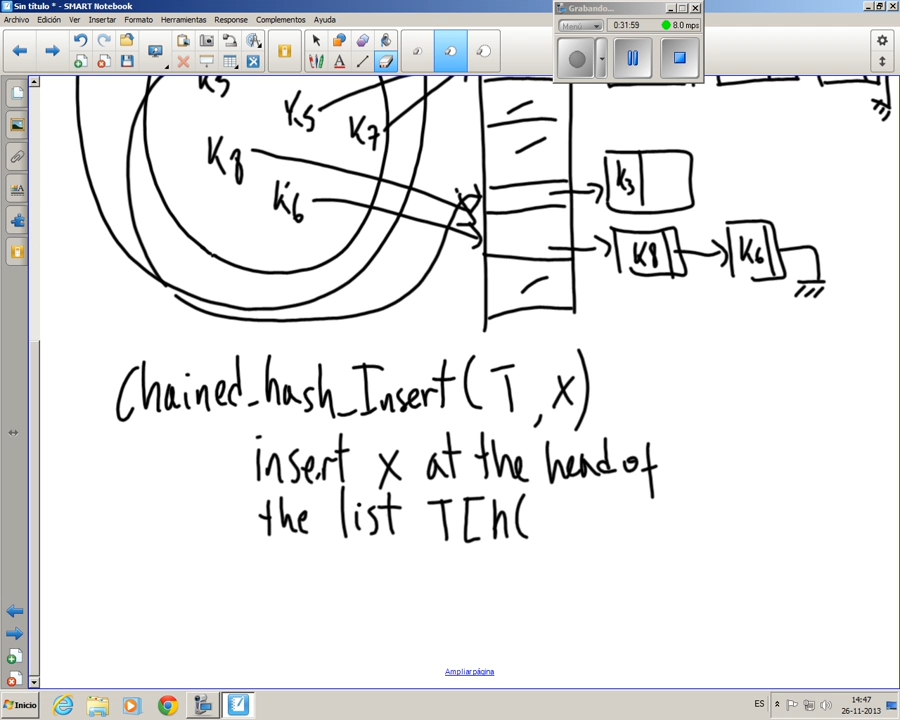 Sin título * - SMART Notebook
Archivo Edición Ver Insertar Formato Herramientas Response Complementos Ayuda
Grabando...
Menú 0:31:59 8.0 mps
K5
K7
K8
K6
K3
K8
K6
Chained_hash_Insert(T,x)
insert x at the head of
the list T[h(
Ampliar página
Inicio
ES
14:47
26-11-2013